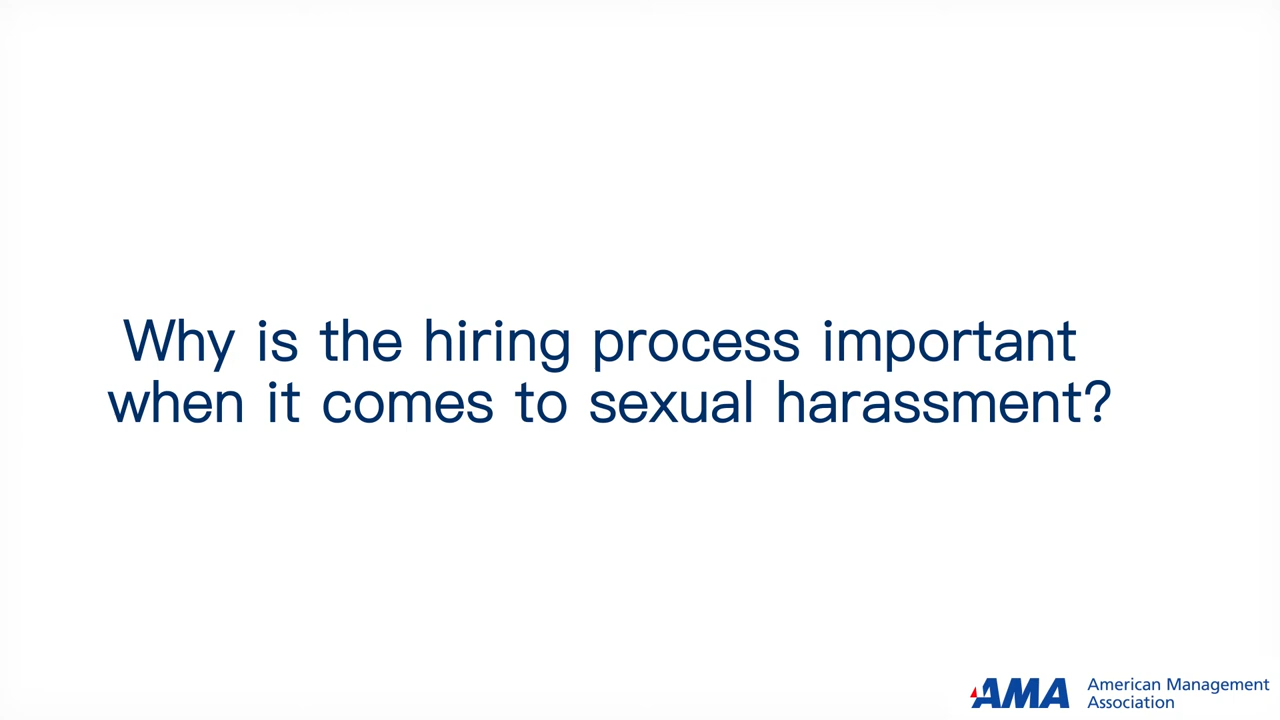 Why is the hiring process important
when it comes to sexual harassment?
AMA American Management
Association